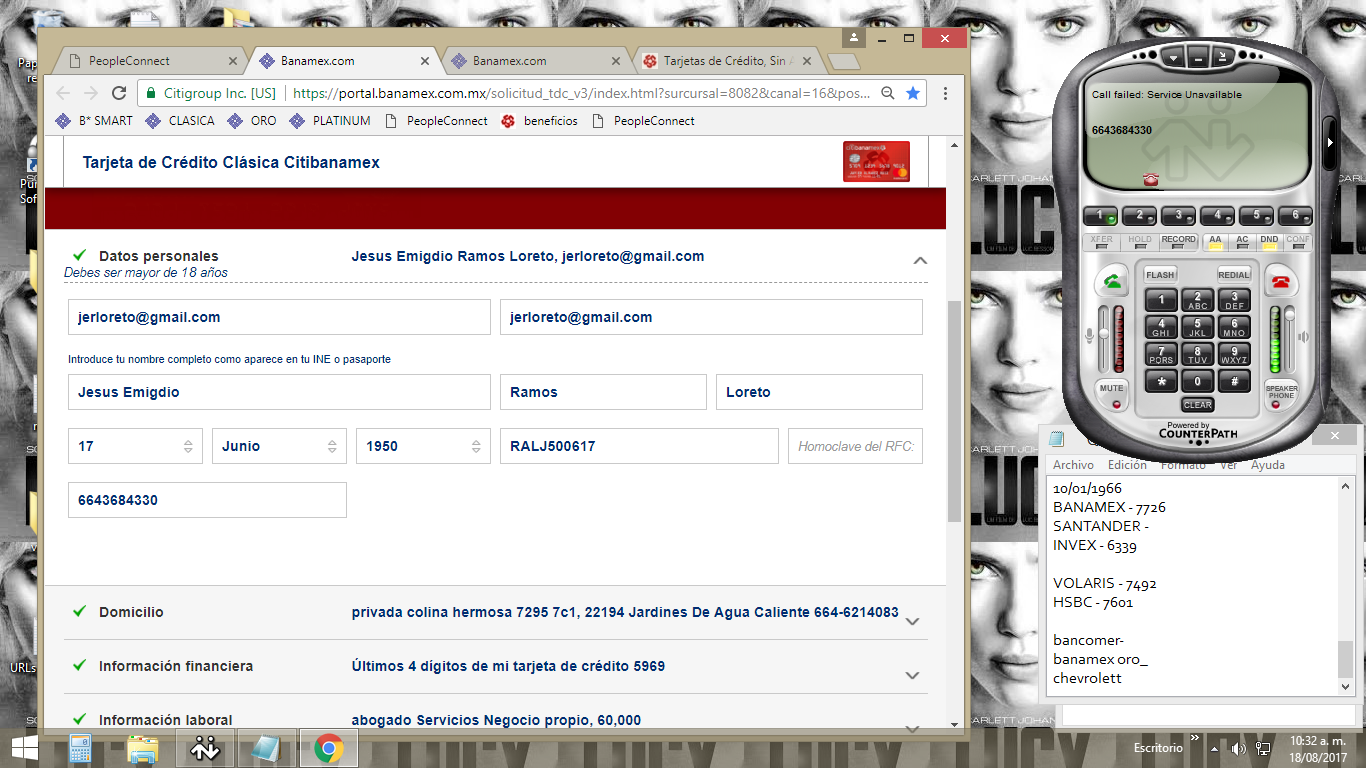 PeopleConnect
Banamex.com
Banamex.com
Tarjetas de Crédito, Sin
Citigroup Inc. [US]
https://portal.banamex.com.mx/solicitud_tdc_v3/index.html?surcursal=8082&canal=16&pos...
B* SMART
CLASICA
ORO
PLATINUM
PeopleConnect
beneficios
PeopleConnect
Tarjeta de Crédito Clásica Citibanamex
Datos personales
Jesus Emigdio Ramos Loreto, jerloreto@gmail.com
Debes ser mayor de 18 años
jerloreto@gmail.com
jerloreto@gmail.com
Introduce tu nombre completo como aparece en tu INE o pasaporte
Jesus Emigdio
Ramos
Loreto
17
Junio
1950
RALJ500617
Homoclave del RFC:
6643684330
Domicilio
privada colina hermosa 7295 7c1, 22194 Jardines De Agua Caliente 664-6214083
Información financiera
Últimos 4 dígitos de mi tarjeta de crédito 5969
Información laboral
abogado Servicios Negocio propio, 60,000
Call failed: Service Unavailable
6643684330
1 2 3 4 5 6
XFER HOLD RECORD AA AC DND CONF
FLASH
REDIAL
1
2 ABC
3 DEF
4 GHI
5 JKL
6 MNO
7 PQRS
8 TUV
9 WXYZ
*
0
#
MUTE
CLEAR
SPEAKER PHONE
Powered by
COUNTERPATH
Archivo
Edición
Formato
Ver
Ayuda
10/01/1966
BANAMEX - 7726
SANTANDER -
INVEX - 6339
VOLARIS - 7492
HSBC - 7601
bancomer-
banamex oro_
chevrolett
LUCY
URLs
Escritorio
10:32 a. m.
18/08/2017